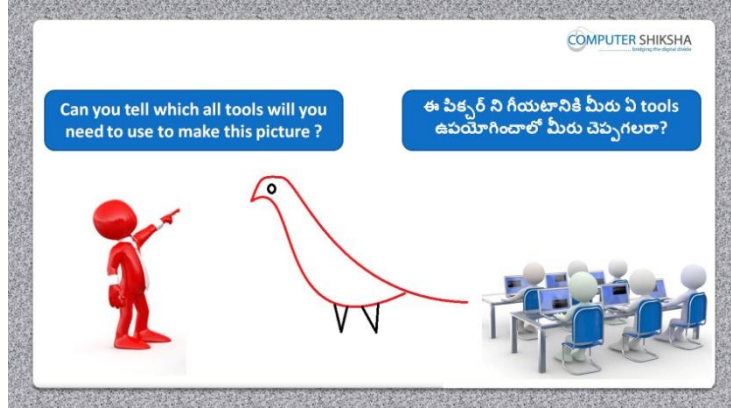 COMPUTER SHIKSHA
bridging the digital divide
Can you tell which all tools will you
need to use to make this picture ?
ఈ పిక్చర్ ని గీయటానికి మీరు ఏ tools
ఉపయోగించాలో మీరు చెప్పగలరా?